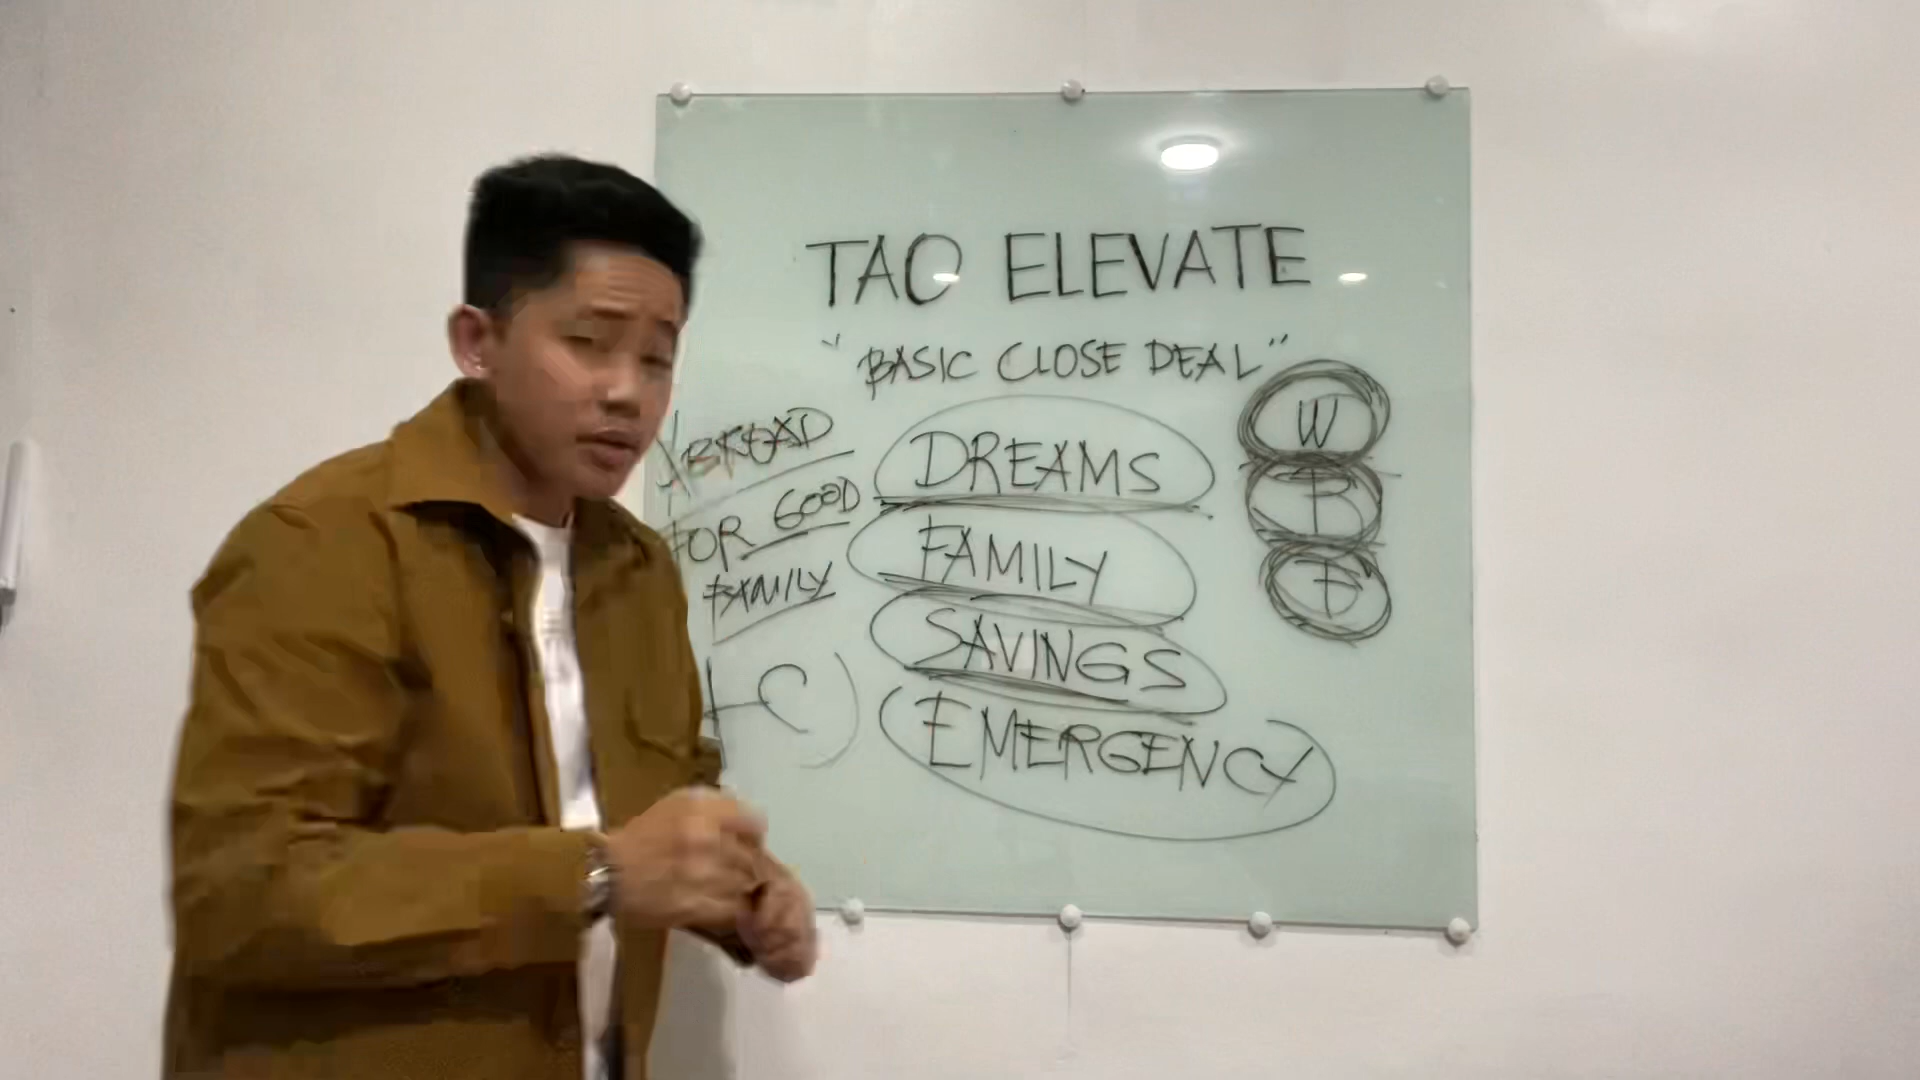 TAO ELEVATE
"BASIC CLOSE DEAL"
ABROAD
FOR GOOD
FAMILY
DREAMS
FAMILY
SAVINGS
EMERGENCY
W
B
F